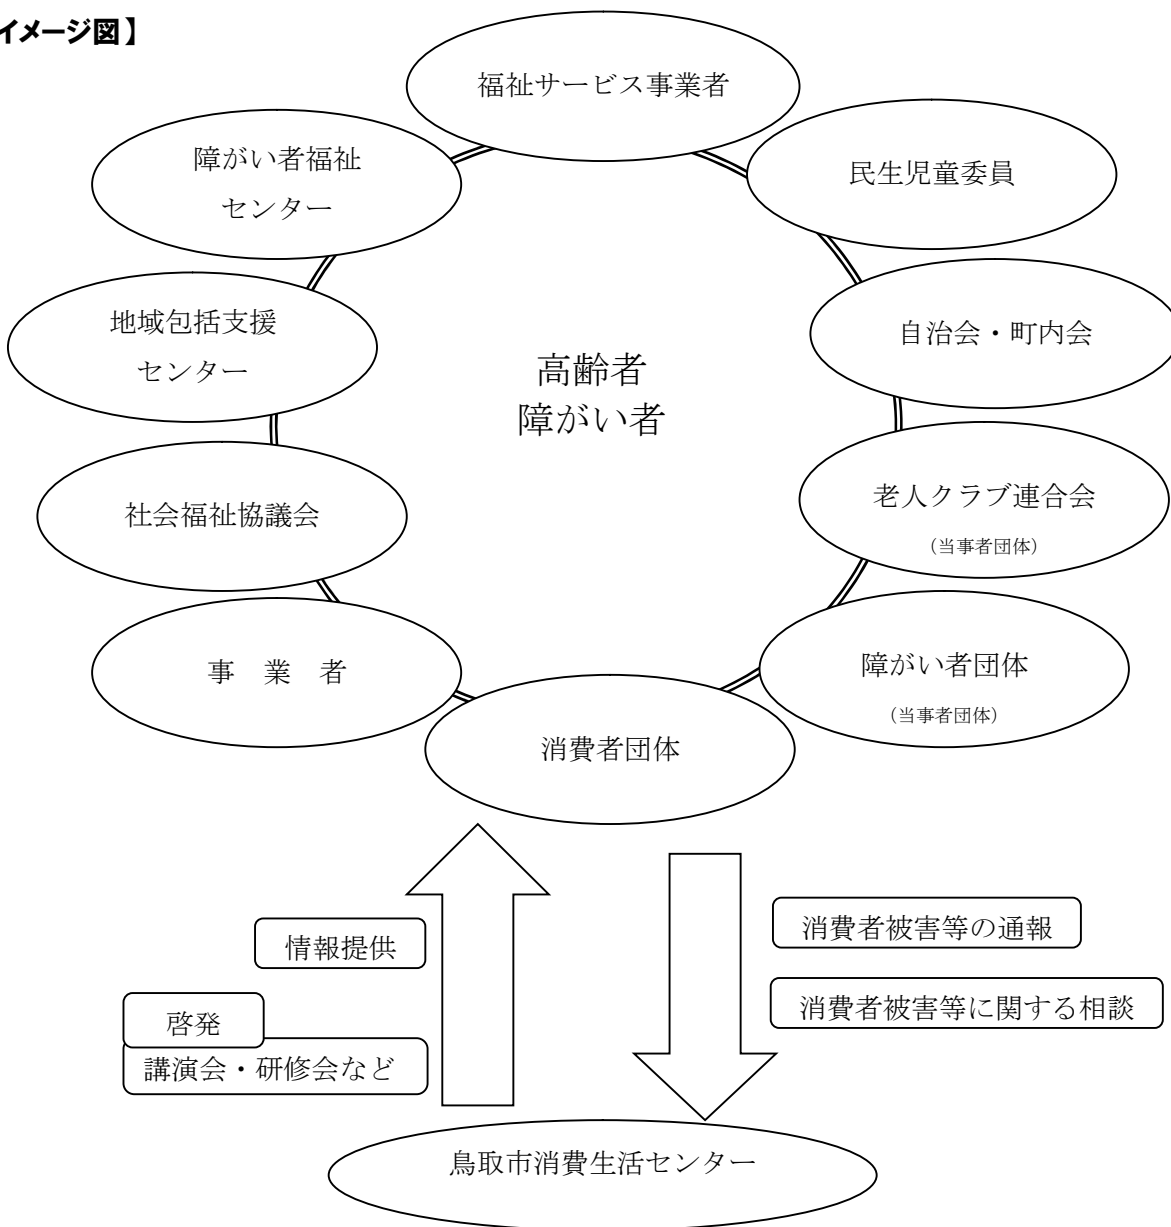 イメージ図】
福祉サービス事業者
障がい者福祉
センター
民生児童委員
地域包括支援
センター
自治会・町内会
高齢者
障がい者
社会福祉協議会
老人クラブ連合会
（当事者団体）
事　業　者
障がい者団体
（当事者団体）
消費者団体
情報提供
消費者被害等の通報
啓発
講演会・研修会など
消費者被害等に関する相談
鳥取市消費生活センター